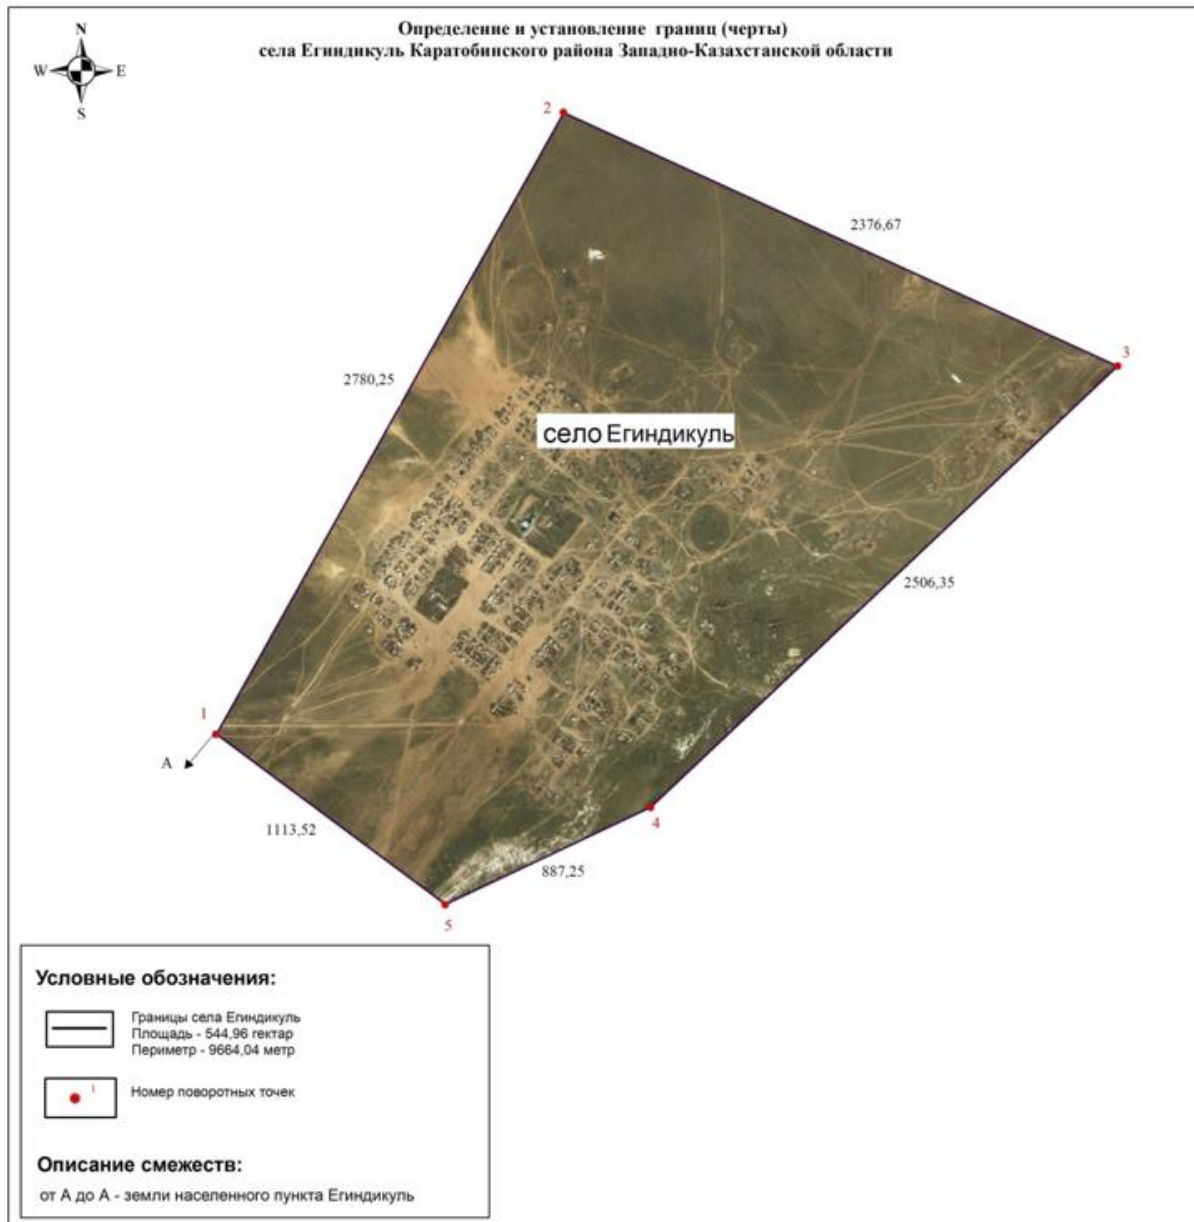 Определение и установление границ (черты)
села Егиндикуль Каратобинского района Западно-Казахстанской области
N
W E
S
2
2376,67
3
2780,25
село Егиндикуль
2506,35
1
A
4
1113,52
887,25
5
Условные обозначения:
Границы села Егиндикуль
Площадь - 544,96 гектар
Периметр - 9664,04 метр
1
Номер поворотных точек
Описание смежеств:
от А до А - земли населенного пункта Егиндикуль